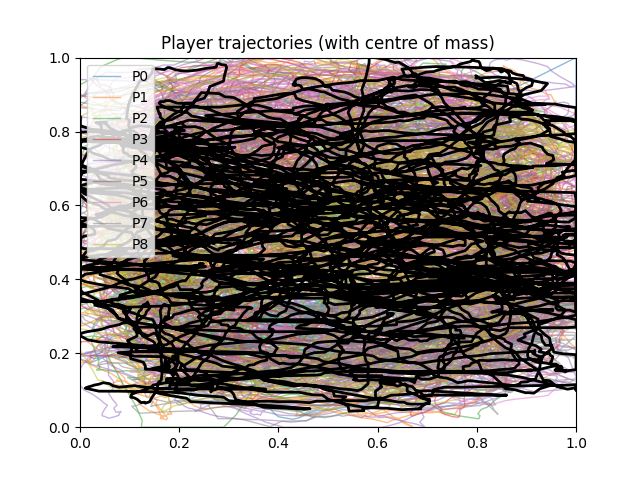 Player trajectories (with centre of mass)
1.0
0.8
0.6
0.4
0.2
0.0
P0
P1
P2
P3
P4
P5
P6
P7
P8
0.0 0.2 0.4 0.6 0.8 1.0